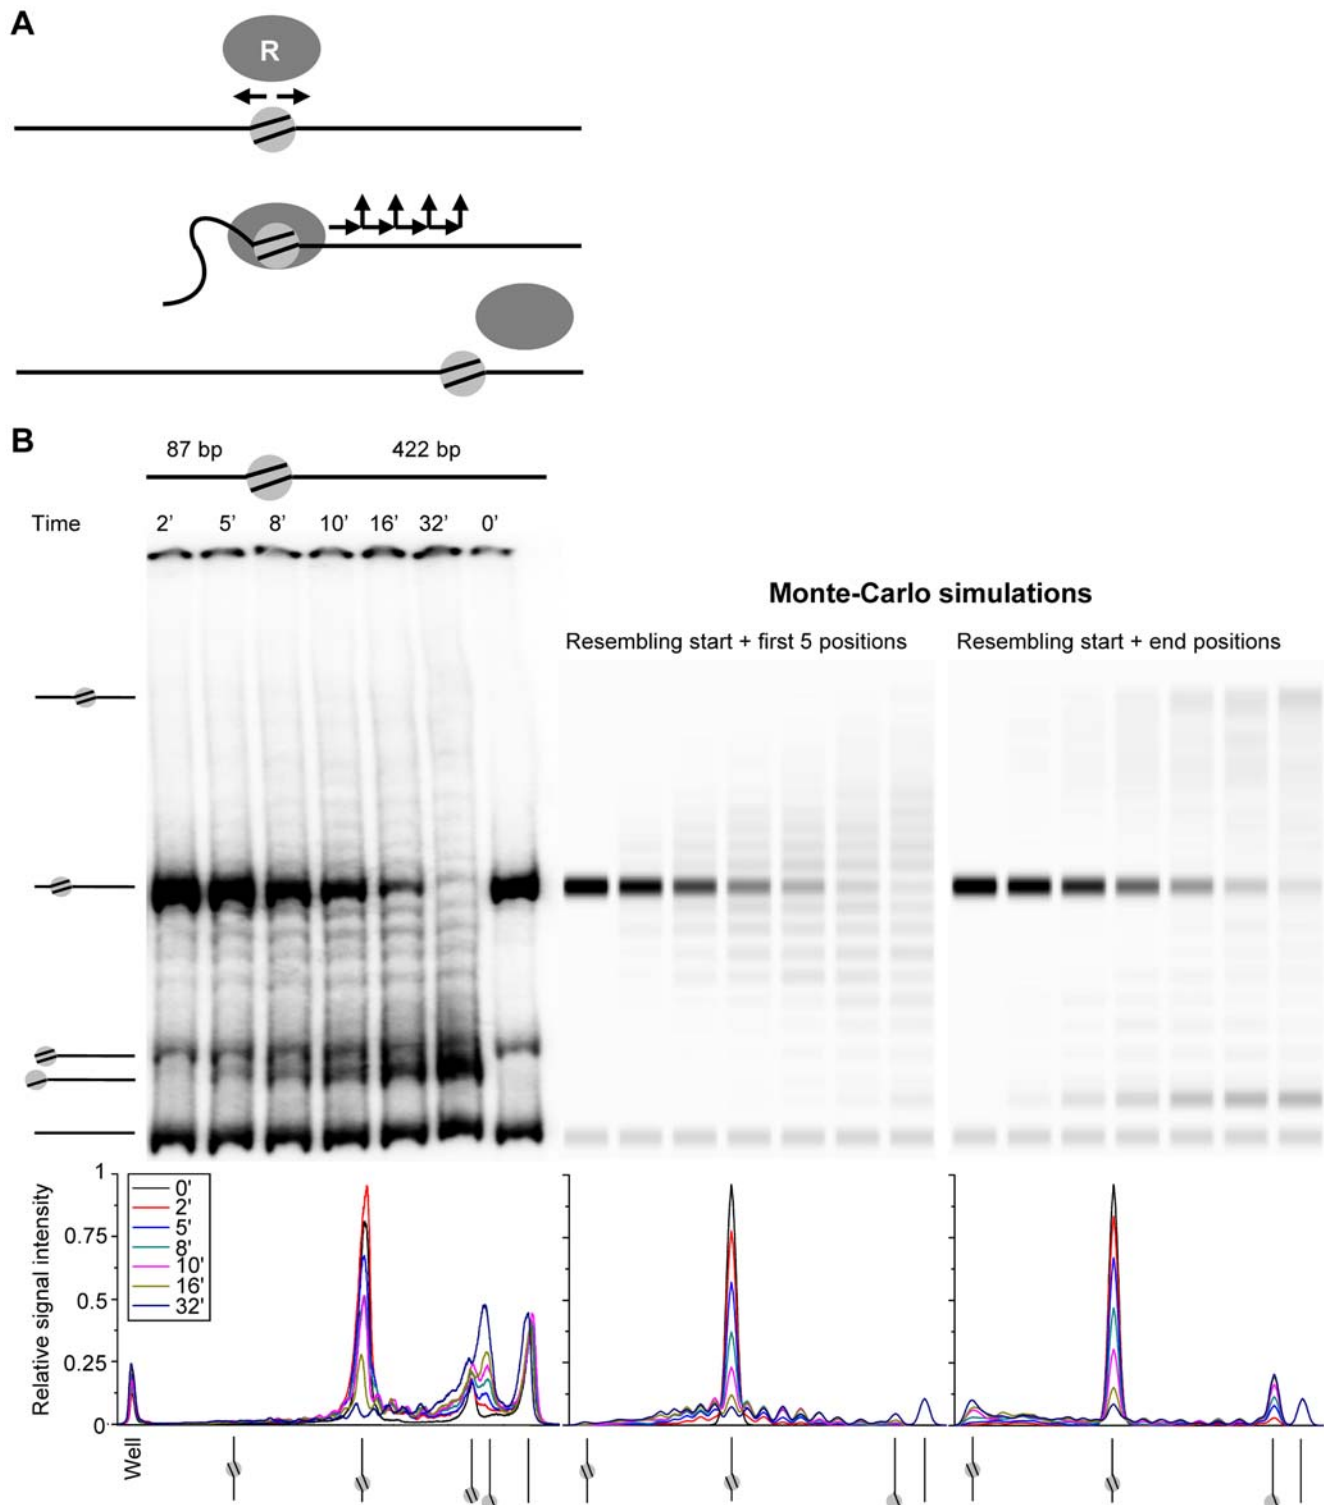 A
R
B
87 bp 422 bp
Time 2' 5' 8' 10' 16' 32' 0'
Monte-Carlo simulations
Resembling start + first 5 positions
Resembling start + end positions
Relative signal intensity
1
0.75
0.5
0.25
0
0'
2'
5'
8'
10'
16'
32'
Well